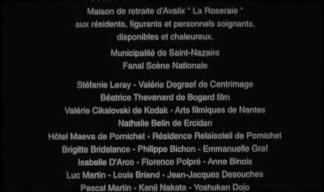 Maison de retraite d'Avalix " La Roseraie "
aux résidents, figurants et personnels soignants,
disponibles et chaleureux.
Municipalité de Saint-Nazaire
Fanal Scène Nationale
Stéfanie Leray - Valérie Degraef de Centrimage
Béatrice Thevenard de Bogard film
Valérie Cikalovski de Kodak - Arts filmiques de Nantes
Nathalie Belin de Ercidan
Hôtel Maeva de Pornichet - Résidence Relaisoleil de Pornichet
Brigitte Bridelance - Philippe Bichon - Emmanuelle Graf
Isabelle D'Arco - Florence Polpré - Anne Binois
Luc Martin - Louis Briand - Jean-Jacques Desouches
Pascal Martin - Kenji Nakata - Yoshukan Dojo